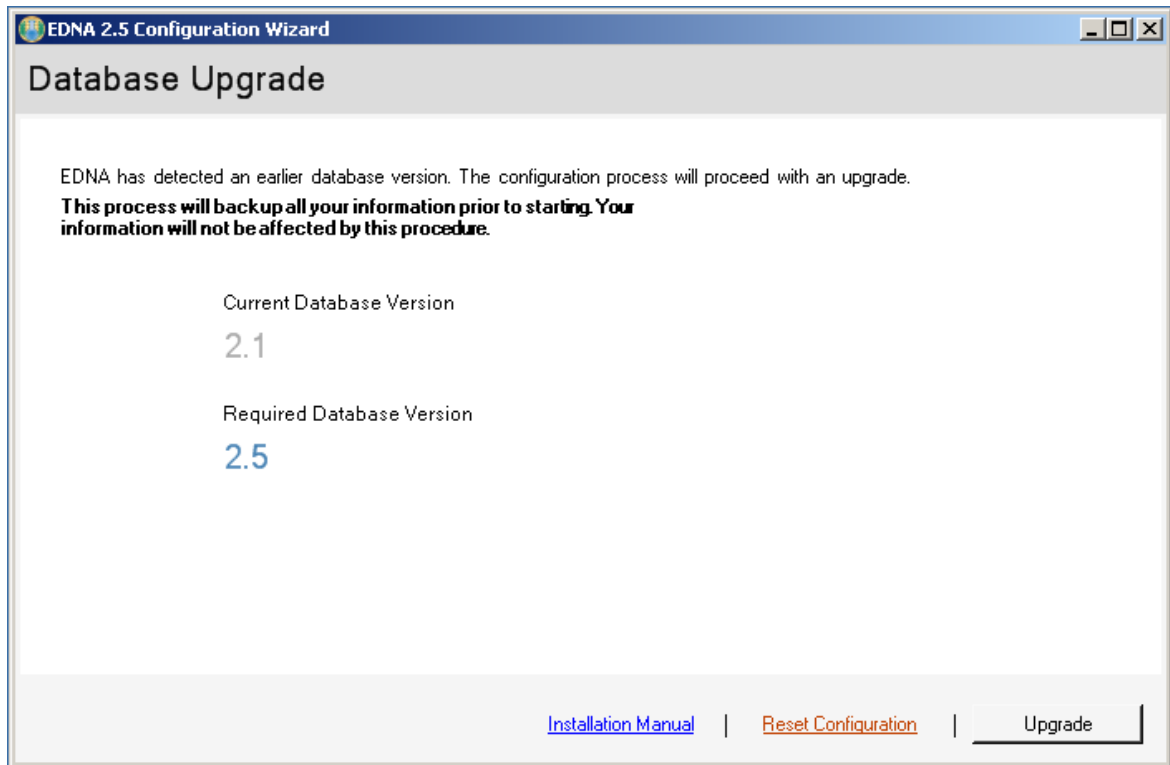 EDNA 2.5 Configuration Wizard
Database Upgrade
EDNA has detected an earlier database version. The configuration process will proceed with an upgrade.
This process will backup all your information prior to starting. Your
information will not be affected by this procedure.
Current Database Version
2.1
Required Database Version
2.5
Installation Manual | Reset Configuration | Upgrade